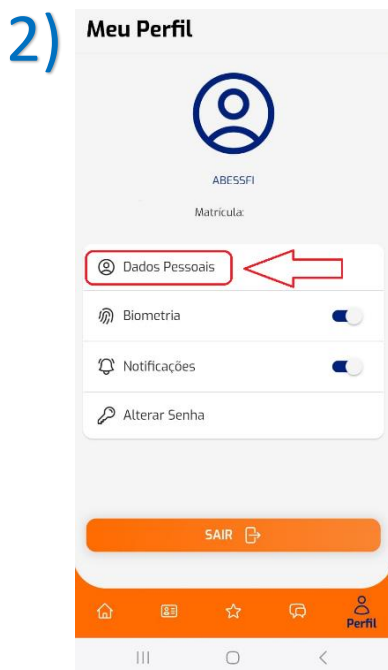 2)
Meu Perfil
ABESSFI
Matrícula:
Dados Pessoais
Biometria
Notificações
Alterar Senha
SAIR
Perfil